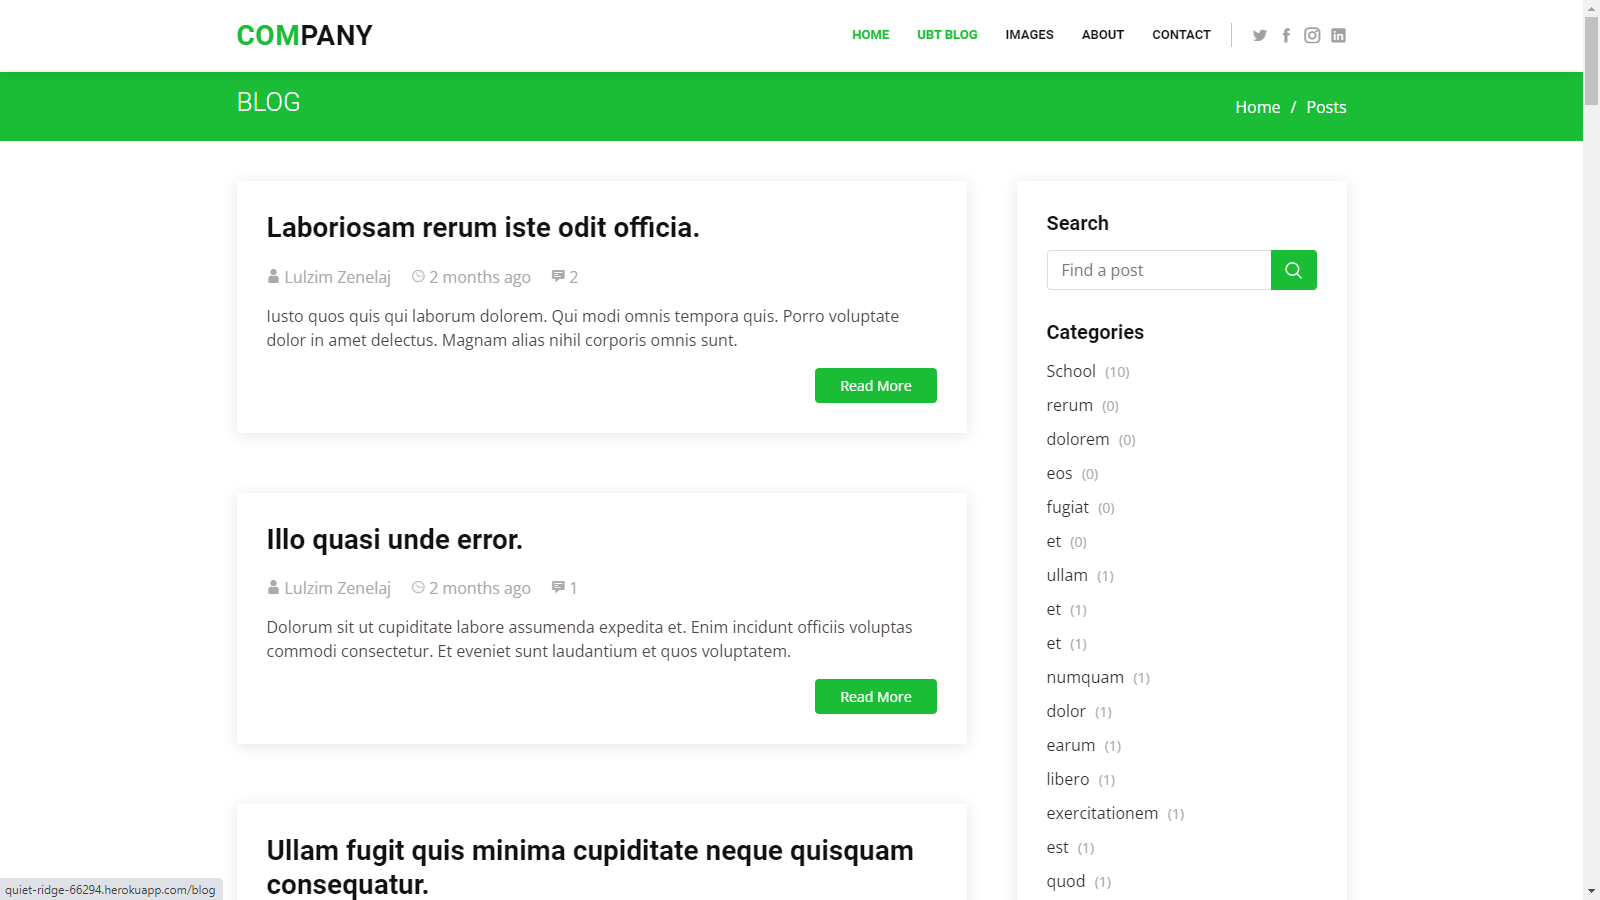 COMPANY
HOME
UBT BLOG
IMAGES
ABOUT
CONTACT
BLOG
Home / Posts
Laboriosam rerum iste odit officia.
Lulzim Zenelaj 2 months ago 2
Iusto quos quis qui laborum dolorem. Qui modi omnis tempora quis. Porro voluptate
dolor in amet delectus. Magnam alias nihil corporis omnis sunt.
Read More
Illo quasi unde error.
Lulzim Zenelaj 2 months ago 1
Dolorum sit ut cupiditate labore assumenda expedita et. Enim incidunt officiis voluptas
commodi consectetur. Et eveniet sunt laudantium et quos voluptatem.
Read More
Ullam fugit quis minima cupiditate neque quisquam
consequatur.
Search
Find a post
Categories
School (10)
rerum (0)
dolorem (0)
eos (0)
fugiat (0)
et (0)
ullam (1)
et (1)
et (1)
numquam (1)
dolor (1)
earum (1)
libero (1)
exercitationem (1)
est (1)
quod (1)
quiet-ridge-66294.herokuapp.com/blog